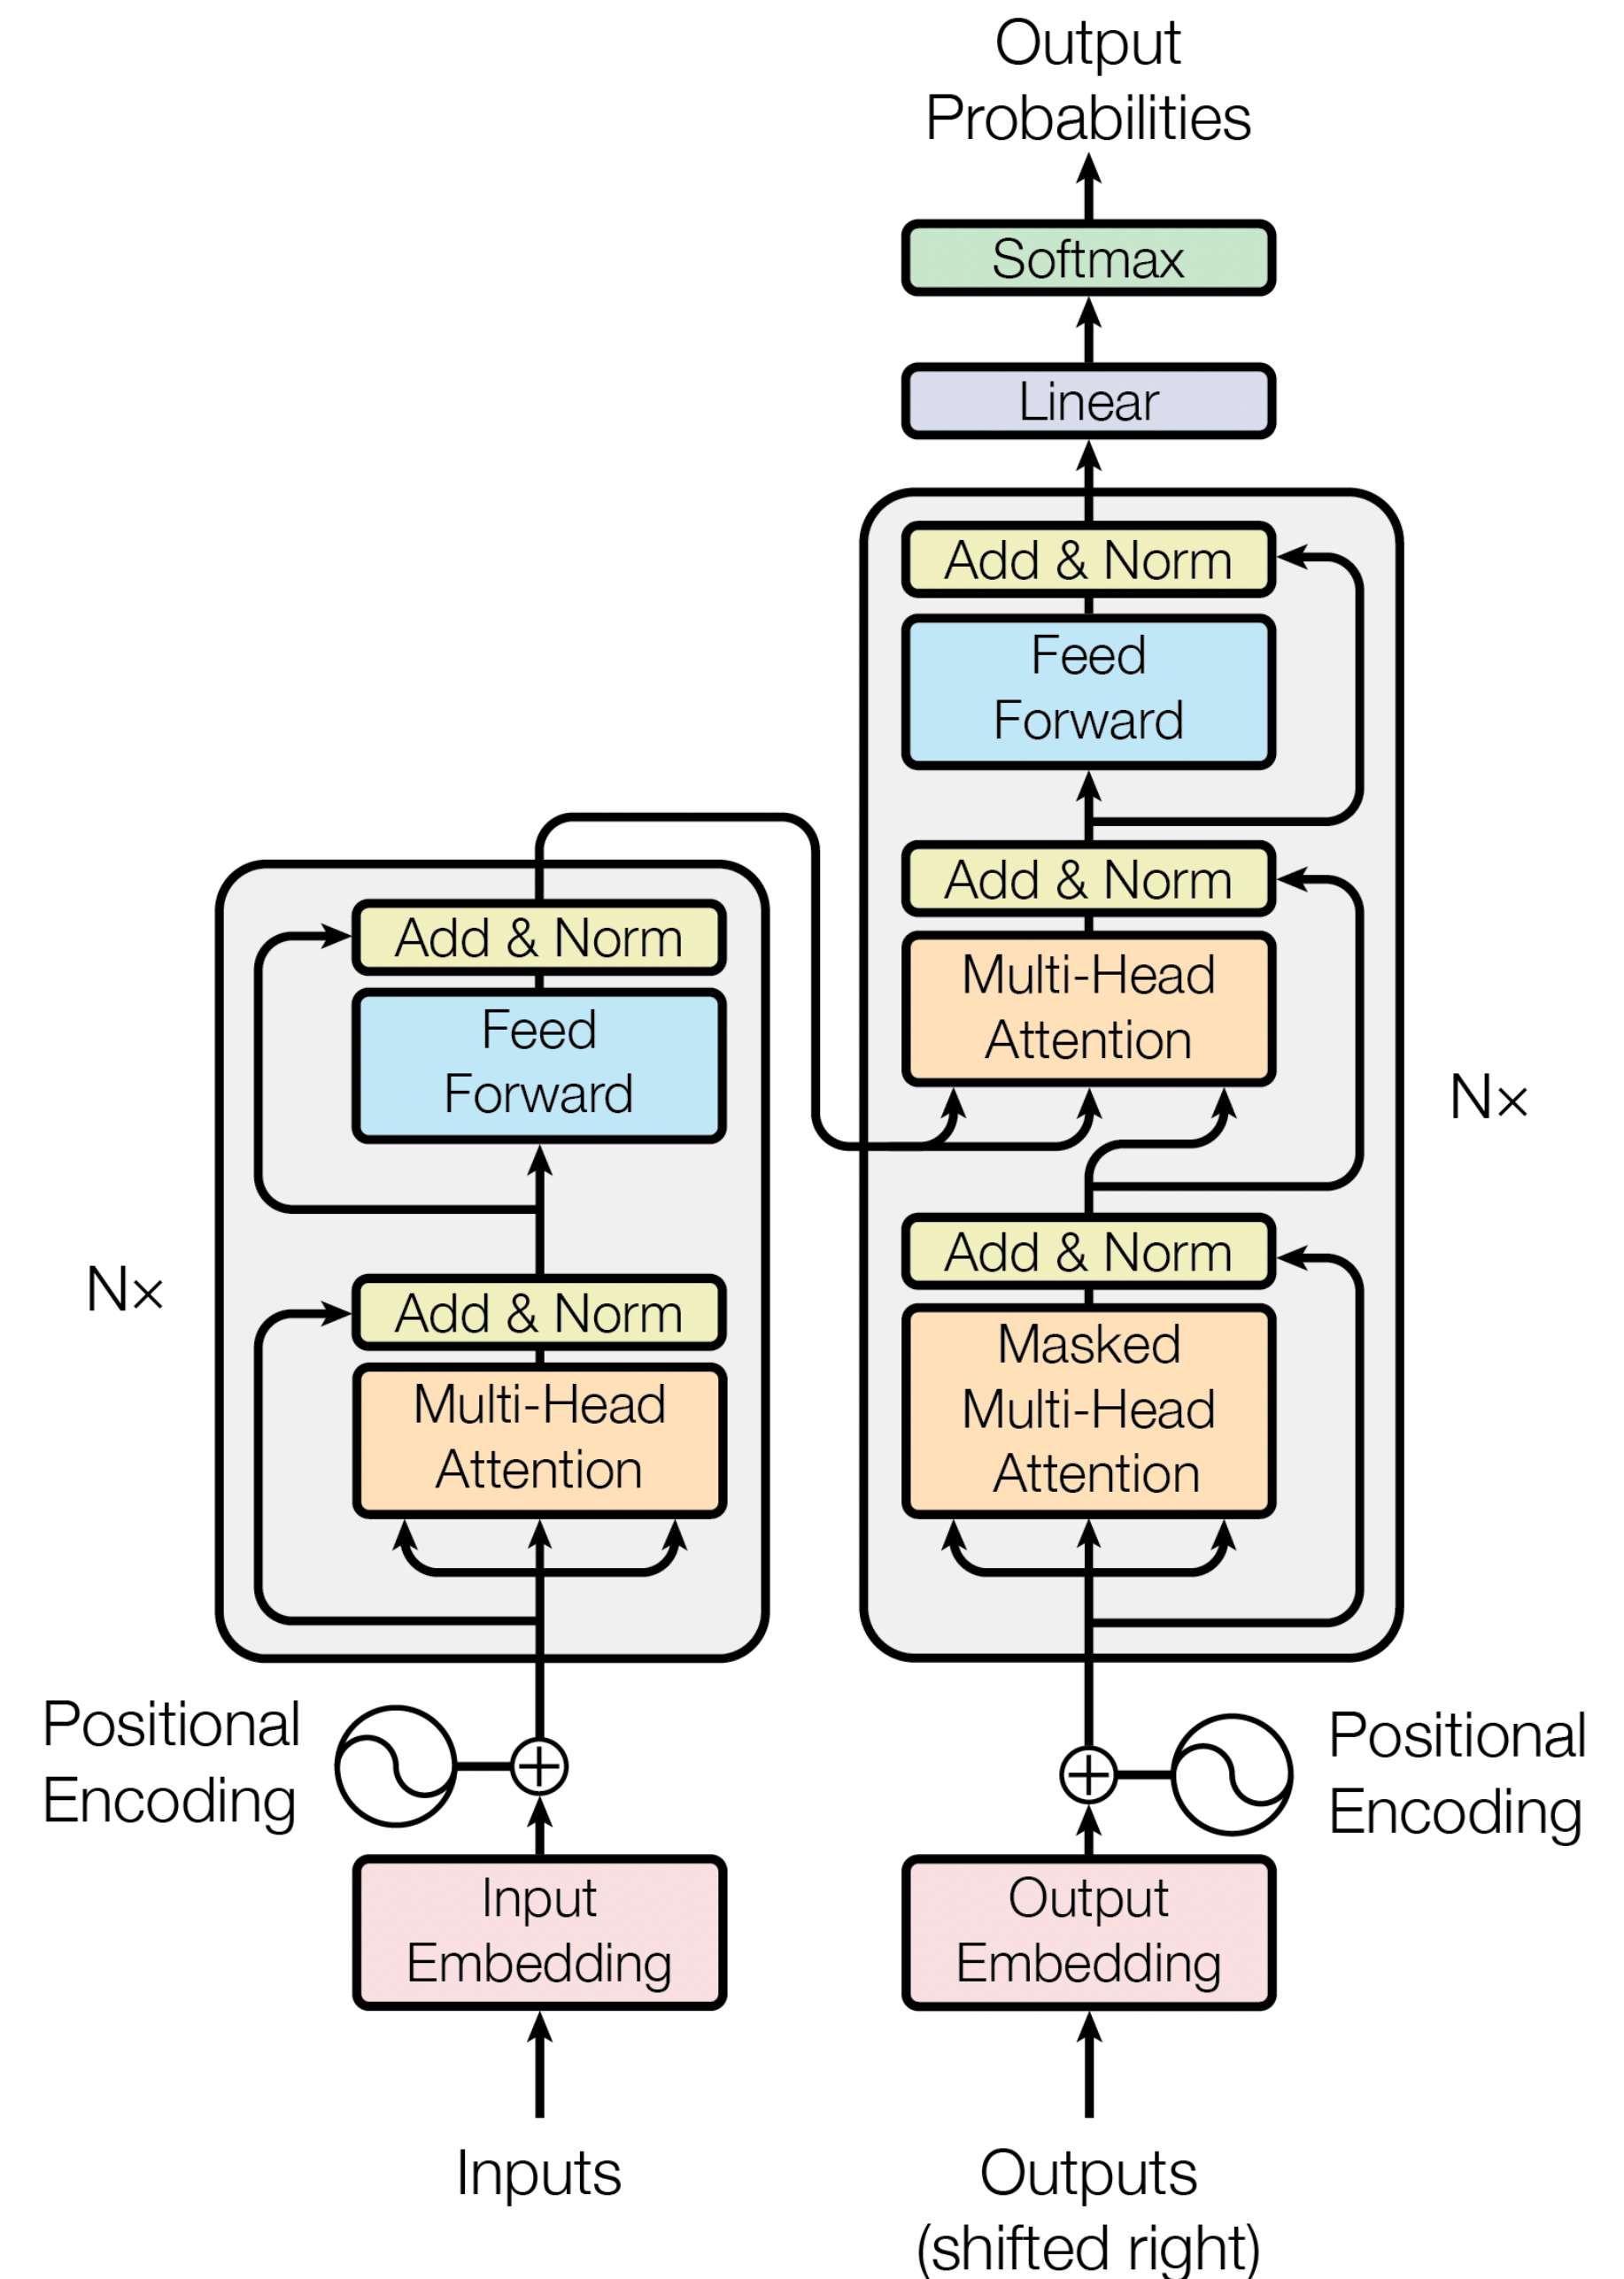 Output
Probabilities
Softmax
Linear
Add & Norm
Feed
Forward
Add & Norm
Multi-Head
Attention
Add & Norm
Masked
Multi-Head
Attention
N×
Add & Norm
Feed
Forward
Add & Norm
Multi-Head
Attention
N×
Positional
Encoding
Positional
Encoding
Input
Embedding
Output
Embedding
Inputs
Outputs
(shifted right)